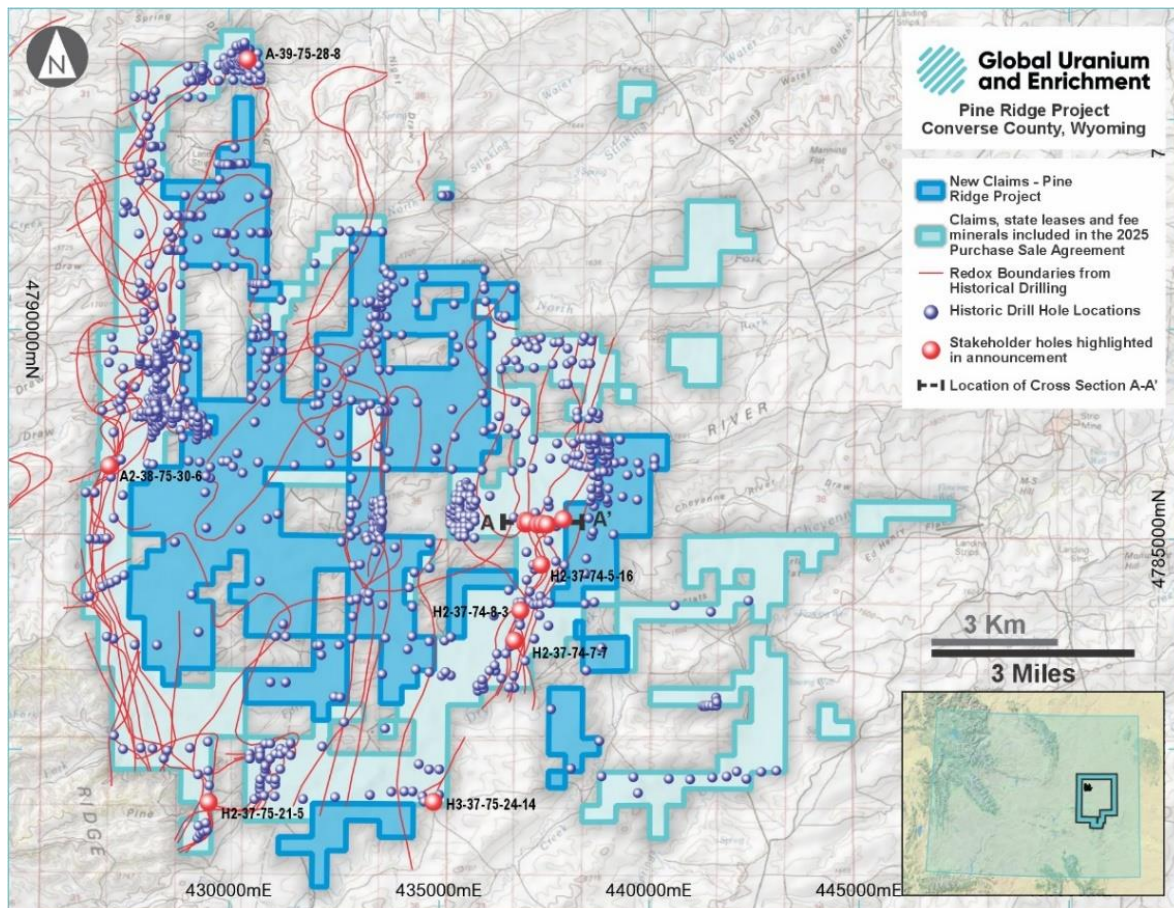 N
A-39-75-28-8
Global Uranium
and Enrichment
Pine Ridge Project
Converse County, Wyoming
7
New Claims - Pine
Ridge Project
Claims, state leases and fee
minerals included in the 2025
Purchase Sale Agreement
Redox Boundaries from
Historical Drilling
Historic Drill Hole Locations
Stakeholder holes highlighted
in announcement
Location of Cross Section A-A'
4790000mN
4785000mN
RIVER
A2-38-75-30-6
A
A'
H2-37-74-5-16
H2-37-74-8-3
H2-37-74-7-7
3 Km
3 Miles
RIDGE
Pine
H2-37-75-21-5
H3-37-75-24-14
430000mE
435000mE
440000mE
445000mE